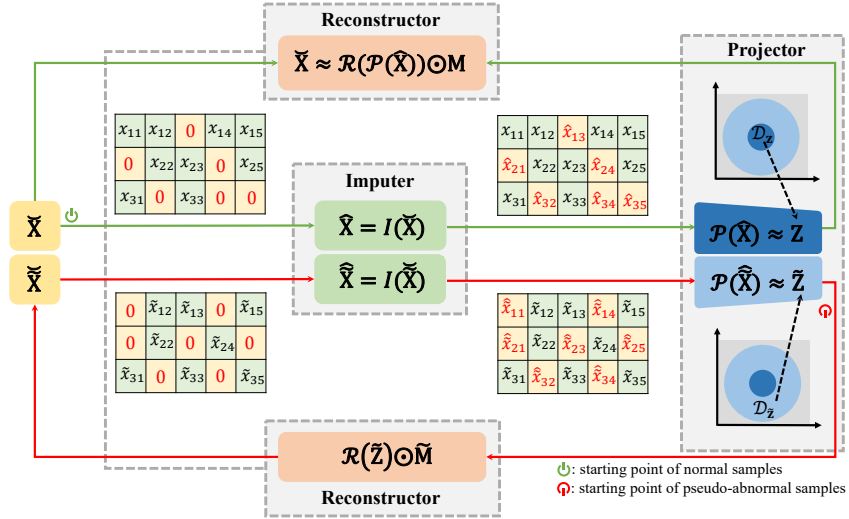 Reconstructor
X̆ ≈ ℛ(𝒫(X̂))⊙M
Projector
𝒟_z
x₁₁ x₁₂ 0 x₁₄ x₁₅
0 x₂₂ x₂₃ 0 x₂₅
x₃₁ 0 x₃₃ 0 0
x₁₁ x₁₂ x̂₁₃ x₁₄ x₁₅
x̂₂₁ x₂₂ x₂₃ x̂₂₄ x₂₅
x₃₁ x̂₃₂ x₃₃ x̂₃₄ x̂₃₅
Imputer
X̆
X̂ = I(X̆)
𝒫(X̂) ≈ Z
X̃̆
X̃̂ = I(X̃̆)
𝒫(X̃̂) ≈ Z̃
0 x̃₁₂ x̃₁₃ 0 x̃₁₅
0 x̃₂₂ 0 x̃₂₄ 0
x̃₃₁ 0 x̃₃₃ 0 x̃₃₅
x̃̂₁₁ x̃₁₂ x̃₁₃ x̃̂₁₄ x̃₁₅
x̃̂₂₁ x̃₂₂ x̃̂₂₃ x̃₂₄ x̃̂₂₅
x̃₃₁ x̃̂₃₂ x̃₃₃ x̃̂₃₄ x̃₃₅
𝒟_z̃
ℛ(Z̃)⊙M̃
Reconstructor
: starting point of normal samples
: starting point of pseudo-abnormal samples